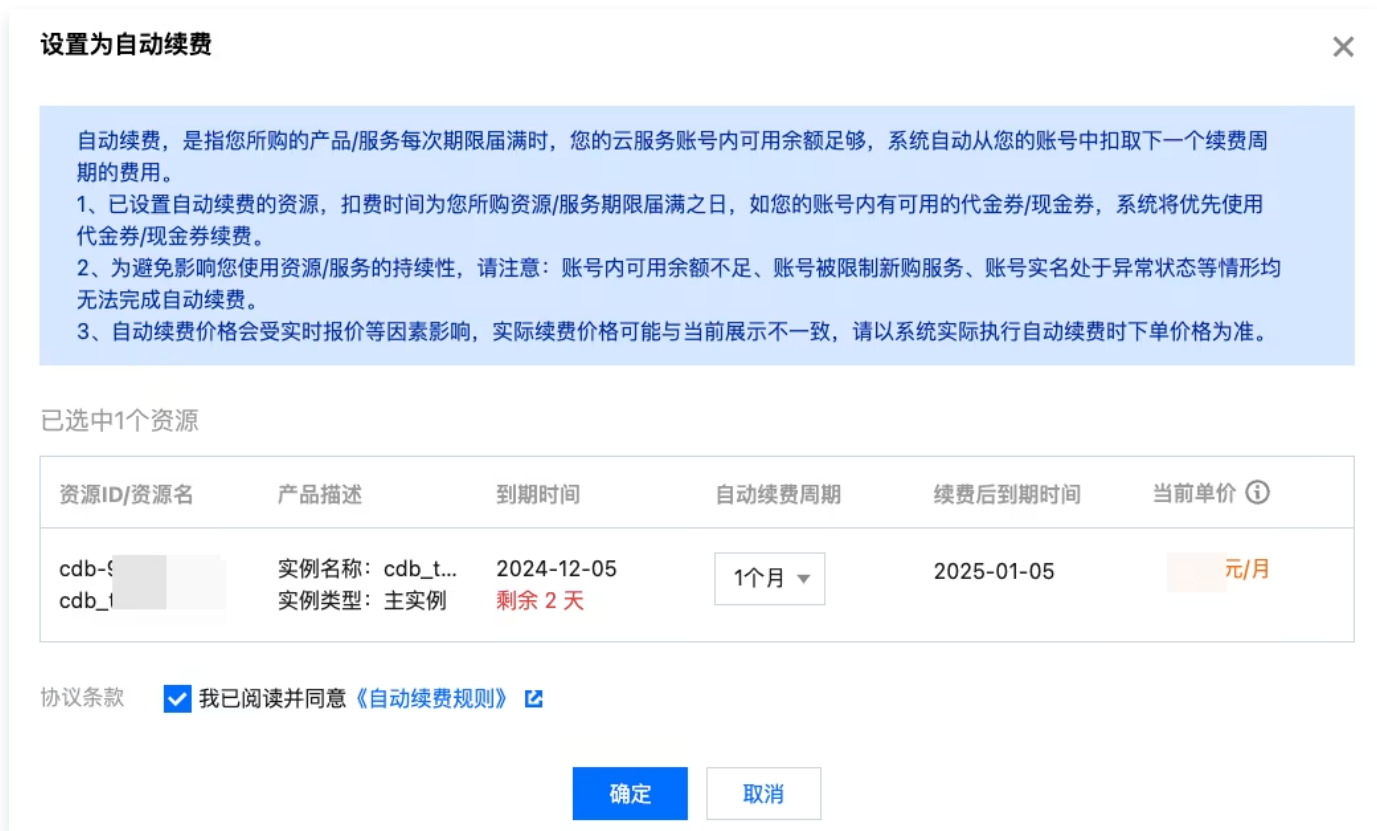 设置为自动续费
自动续费，是指您所购的产品/服务每次期限届满时，您的云服务账号内可用余额足够，系统自动从您的账号中扣取下一个续费周
期的费用。
1、已设置自动续费的资源，扣费时间为您所购资源/服务期限届满之日，如您的账号内有可用的代金券/现金券，系统将优先使用
代金券/现金券续费。
2、为避免影响您使用资源/服务的持续性，请注意：账号内可用余额不足、账号被限制新购服务、账号实名处于异常状态等情形均
无法完成自动续费。
3、自动续费价格会受实时报价等因素影响，实际续费价格可能与当前展示不一致，请以系统实际执行自动续费时下单价格为准。
已选中1个资源
资源ID/资源名 产品描述 到期时间 自动续费周期 续费后到期时间 当前单价
cdb- 实例名称：cdb_t... 2024-12-05 1个月 2025-01-05 元/月
cdb_t 实例类型：主实例 剩余 2 天
协议条款 我已阅读并同意《自动续费规则》
确定 取消